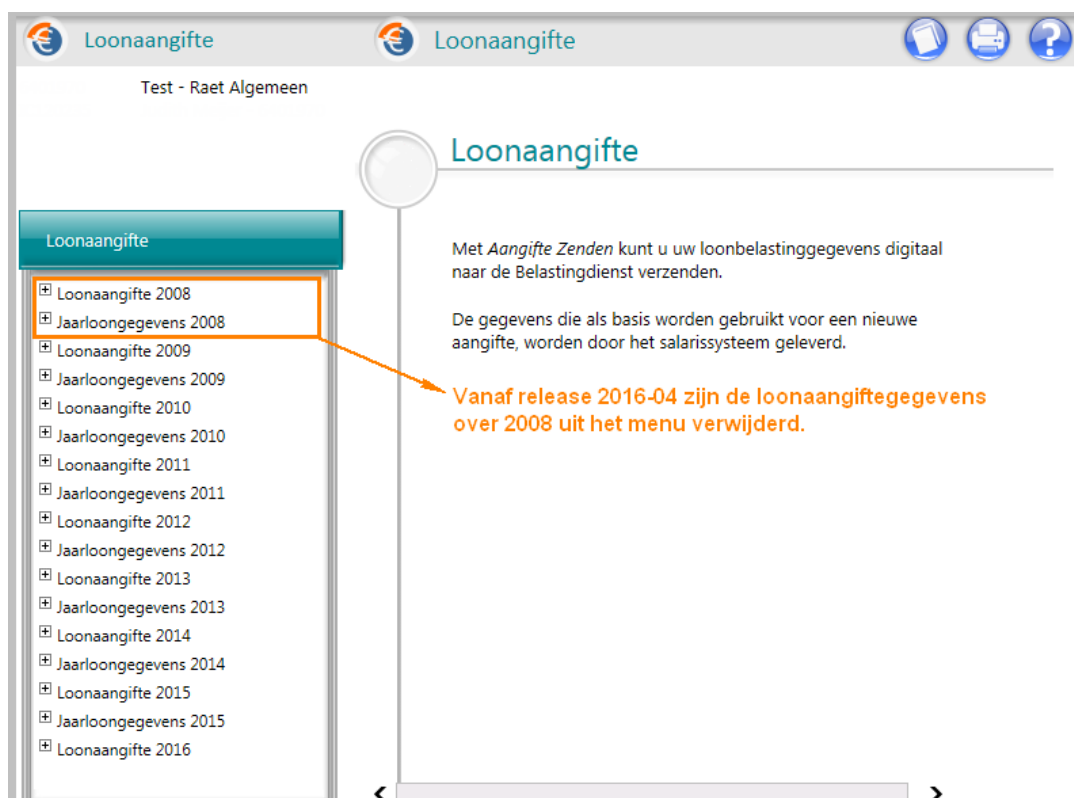 Loonaangifte
Loonaangifte
Test - Raet Algemeen
Loonaangifte
Loonaangifte
Met Aangifte Zenden kunt u uw loonbelastinggegevens digitaal
naar de Belastingdienst verzenden.
De gegevens die als basis worden gebruikt voor een nieuwe
aangifte, worden door het salarissysteem geleverd.
Vanaf release 2016-04 zijn de loonaangiftegegevens
over 2008 uit het menu verwijderd.
Loonaangifte 2008
Jaarloongegevens 2008
Loonaangifte 2009
Jaarloongegevens 2009
Loonaangifte 2010
Jaarloongegevens 2010
Loonaangifte 2011
Jaarloongegevens 2011
Loonaangifte 2012
Jaarloongegevens 2012
Loonaangifte 2013
Jaarloongegevens 2013
Loonaangifte 2014
Jaarloongegevens 2014
Loonaangifte 2015
Jaarloongegevens 2015
Loonaangifte 2016